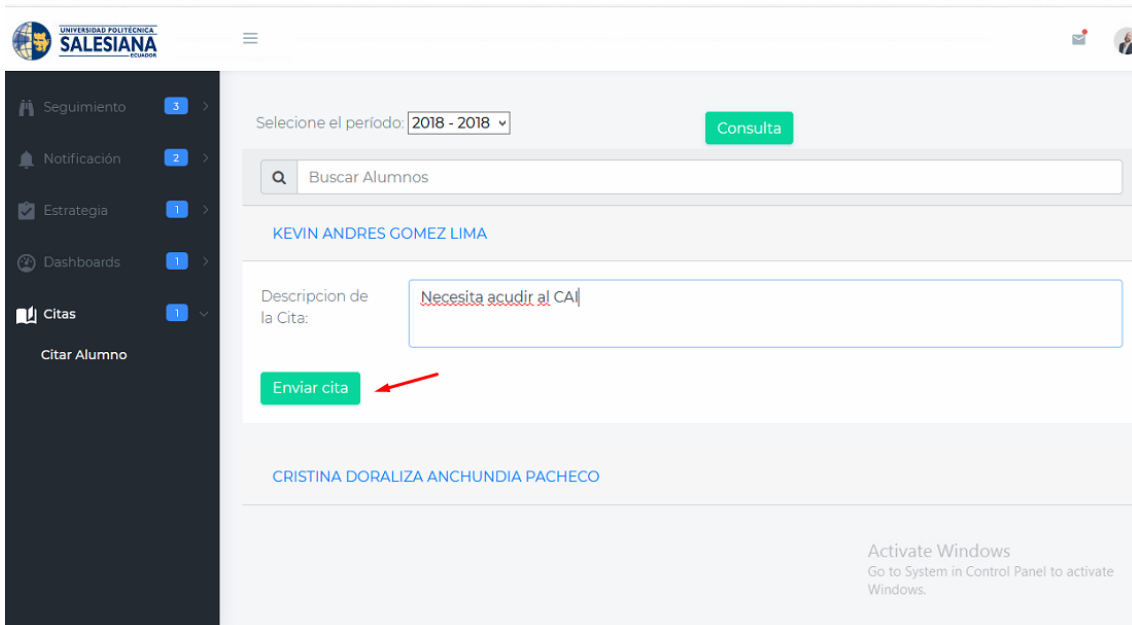 UNIVERSIDAD POLITÉCNICA
SALESIANA
ECUADOR
Seguimiento 3
Notificación 2
Estrategia 1
Dashboards 1
Citas 1
Citar Alumno
Selecione el período: 2018 - 2018
Consulta
Buscar Alumnos
KEVIN ANDRES GOMEZ LIMA
Descripcion de
la Cita:
Necesita acudir al CAI
Enviar cita
CRISTINA DORALIZA ANCHUNDIA PACHECO
Activate Windows
Go to System in Control Panel to activate
Windows.